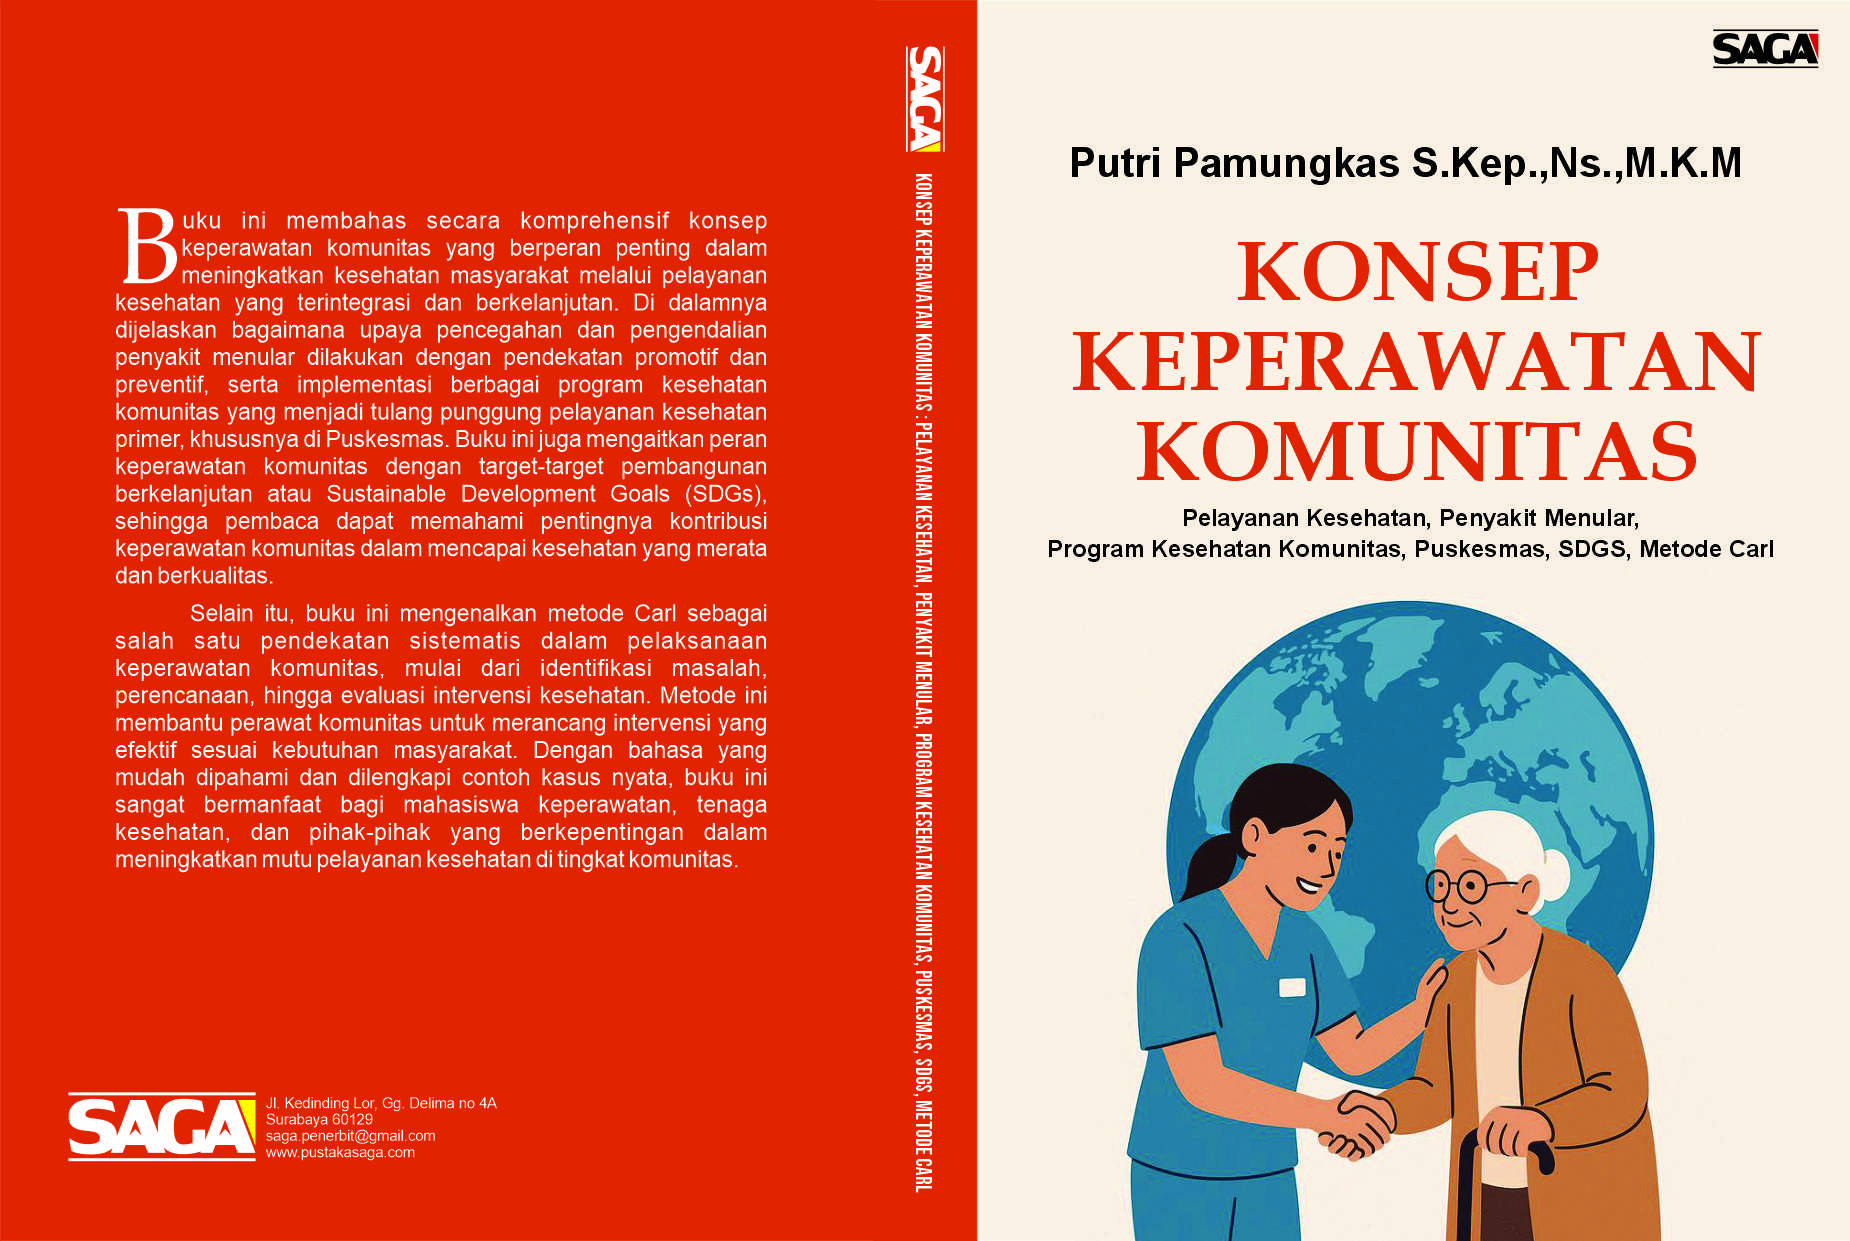 Buku ini membahas secara komprehensif konsep
keperawatan komunitas yang berperan penting dalam
meningkatkan kesehatan masyarakat melalui pelayanan
kesehatan yang terintegrasi dan berkelanjutan. Di dalamnya
dijelaskan bagaimana upaya pencegahan dan pengendalian
penyakit menular dilakukan dengan pendekatan promotif dan
preventif, serta implementasi berbagai program kesehatan
komunitas yang menjadi tulang punggung pelayanan kesehatan
primer, khususnya di Puskesmas. Buku ini juga mengaitkan peran
keperawatan komunitas dengan target-target pembangunan
berkelanjutan atau Sustainable Development Goals (SDGs),
sehingga pembaca dapat memahami pentingnya kontribusi
keperawatan komunitas dalam mencapai kesehatan yang merata
dan berkualitas.
Selain itu, buku ini mengenalkan metode Carl sebagai
salah satu pendekatan sistematis dalam pelaksanaan
keperawatan komunitas, mulai dari identifikasi masalah,
perencanaan, hingga evaluasi intervensi kesehatan. Metode ini
membantu perawat komunitas untuk merancang intervensi yang
efektif sesuai kebutuhan masyarakat. Dengan bahasa yang
mudah dipahami dan dilengkapi contoh kasus nyata, buku ini
sangat bermanfaat bagi mahasiswa keperawatan, tenaga
kesehatan, dan pihak-pihak yang berkepentingan dalam
meningkatkan mutu pelayanan kesehatan di tingkat komunitas.
SAGA
Jl. Kedinding Lor, Gg. Delima no 4A
Surabaya 60129
saga.penerbit@gmail.com
www.pustakasaga.com
SAGA
KONSEP KEPERAWATAN KOMUNITAS : PELAYANAN KESEHATAN, PENYAKIT MENULAR, PROGRAM KESEHATAN KOMUNITAS, PUSKESMAS, SDGS, METODE CARL
SAGA
Putri Pamungkas S.Kep.,Ns.,M.K.M
KONSEP
KEPERAWATAN
KOMUNITAS
Pelayanan Kesehatan, Penyakit Menular,
Program Kesehatan Komunitas, Puskesmas, SDGS, Metode Carl